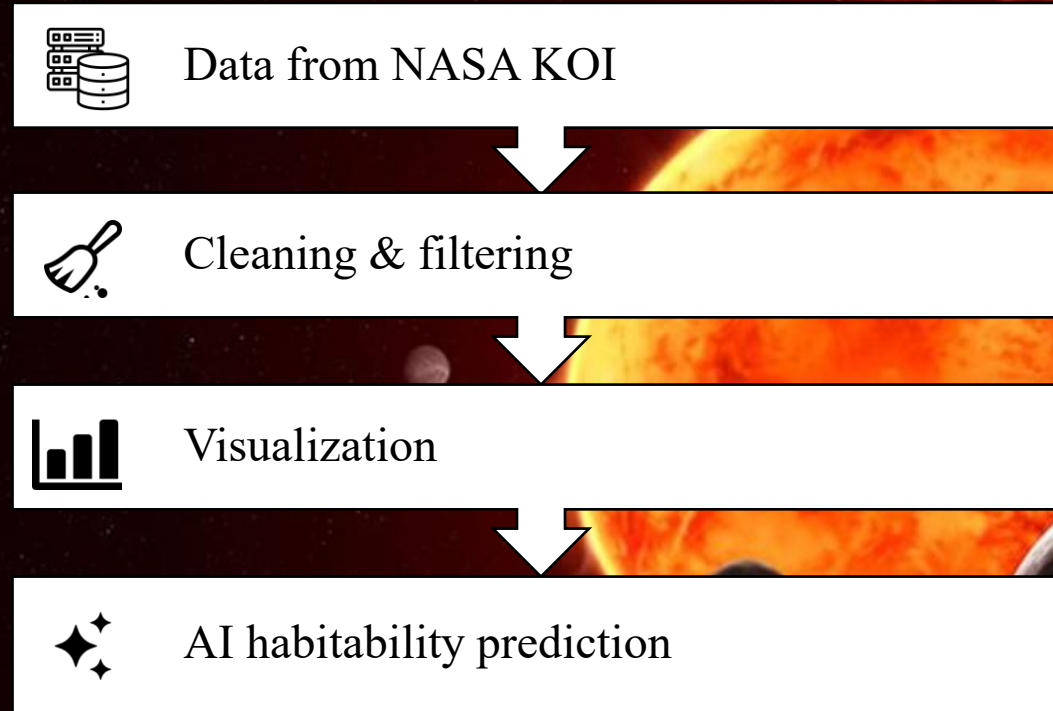 Data from NASA KOI
Cleaning & filtering
Visualization
AI habitability prediction